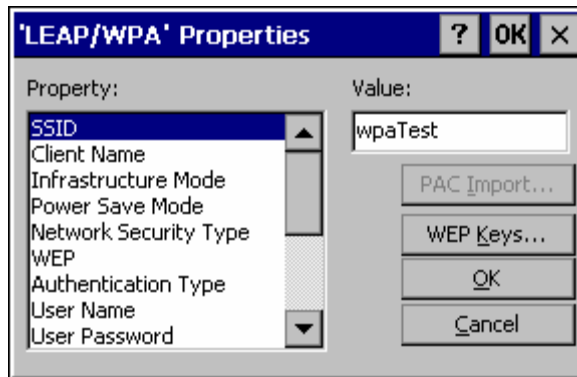 'LEAP/WPA' Properties ? OK ×
Property:
SSID
Client Name
Infrastructure Mode
Power Save Mode
Network Security Type
WEP
Authentication Type
User Name
User Password
Value:
wpaTest
PAC Import...
WEP Keys...
OK
Cancel